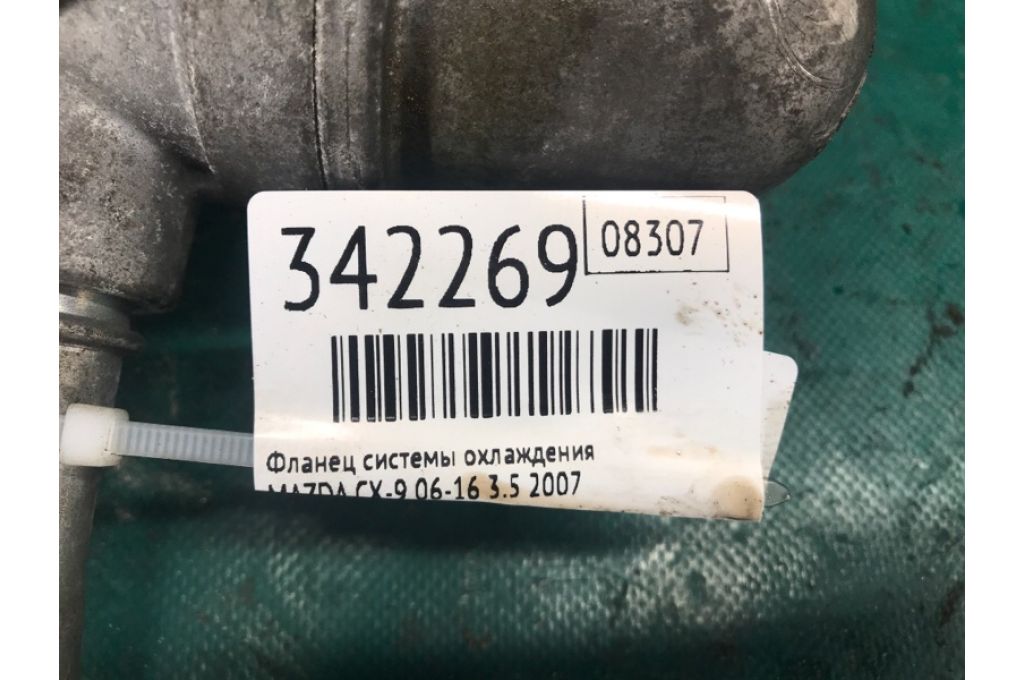 342269
08307
Фланец системы охлаждения
MAZDA CX-9 06-16 3.5 2007